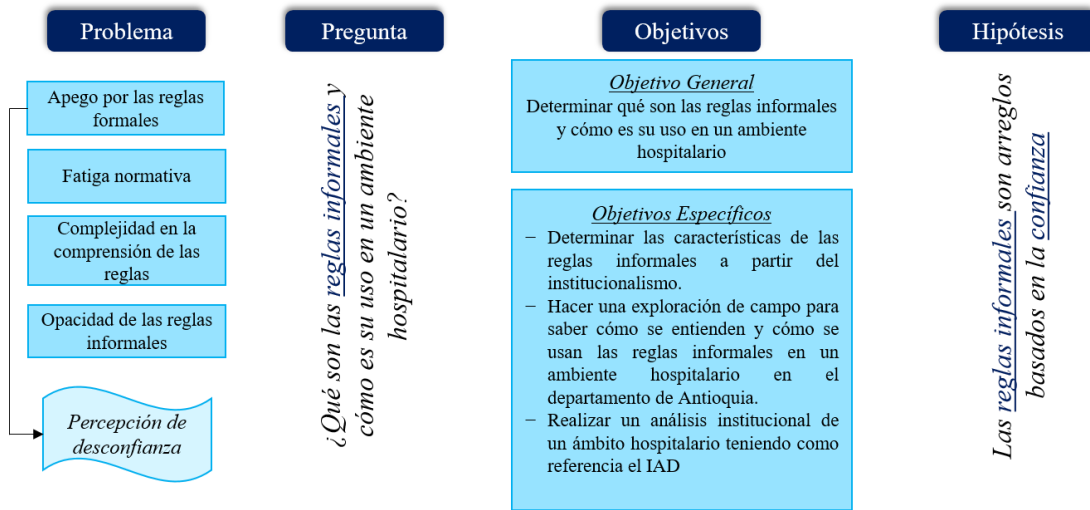 Problema
Apego por las reglas
formales
Fatiga normativa
Complejidad en la
comprensión de las
reglas
Opacidad de las reglas
informales
Percepción de
desconfianza
Pregunta
¿Qué son las reglas informales y
cómo es su uso en un ambiente
hospitalario?
Objetivos
Objetivo General
Determinar qué son las reglas informales
y cómo es su uso en un ambiente
hospitalario
Objetivos Específicos
− Determinar las características de las
reglas informales a partir del
institucionalismo.
− Hacer una exploración de campo para
saber cómo se entienden y cómo se
usan las reglas informales en un
ambiente hospitalario en el
departamento de Antioquia.
− Realizar un análisis institucional de
un ámbito hospitalario teniendo como
referencia el IAD
Hipótesis
Las reglas informales son arreglos
basados en la confianza